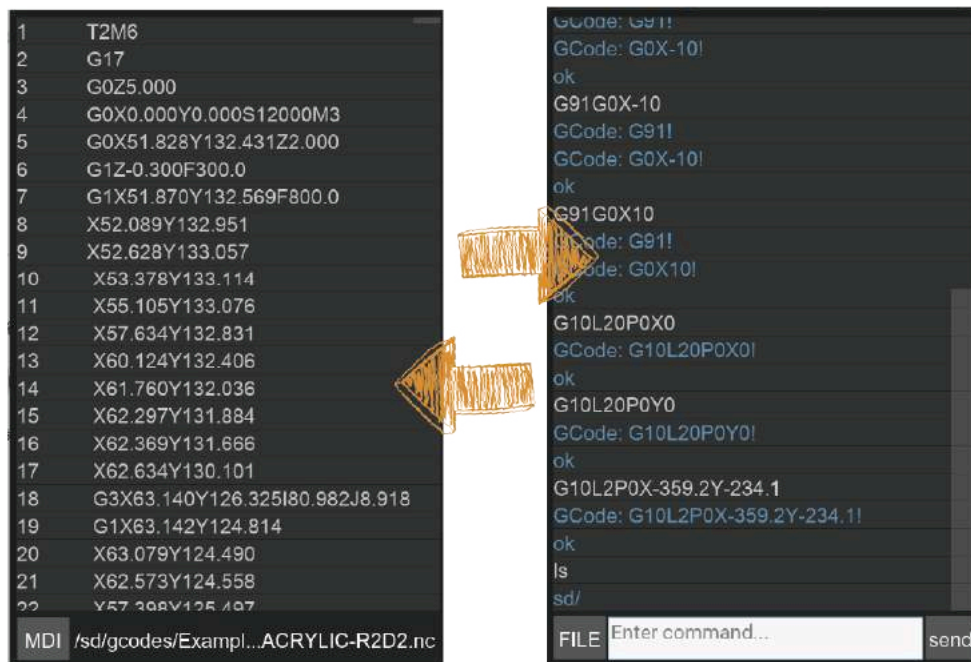 1 T2M6
2 G17
3 G0Z5.000
4 G0X0.000Y0.000S12000M3
5 G0X51.828Y132.431Z2.000
6 G1Z-0.300F300.0
7 G1X51.870Y132.569F800.0
8 X52.089Y132.951
9 X52.628Y133.057
10 X53.378Y133.114
11 X55.105Y133.076
12 X57.634Y132.831
13 X60.124Y132.406
14 X61.760Y132.036
15 X62.297Y131.884
16 X62.369Y131.666
17 X62.634Y130.101
18 G3X63.140Y126.325I80.982J8.918
19 G1X63.142Y124.814
20 X63.079Y124.490
21 X62.573Y124.558
22 X57.398Y125.497
MDI /sd/gcodes/Exampl...ACRYLIC-R2D2.nc
GCode: G91!
GCode: G0X-10!
ok
G91G0X-10
GCode: G91!
GCode: G0X-10!
ok
G91G0X10
GCode: G91!
GCode: G0X10!
ok
G10L20P0X0
GCode: G10L20P0X0!
ok
G10L20P0Y0
GCode: G10L20P0Y0!
ok
G10L2P0X-359.2Y-234.1
GCode: G10L2P0X-359.2Y-234.1!
ok
ls
sd/
FILE Enter command... send